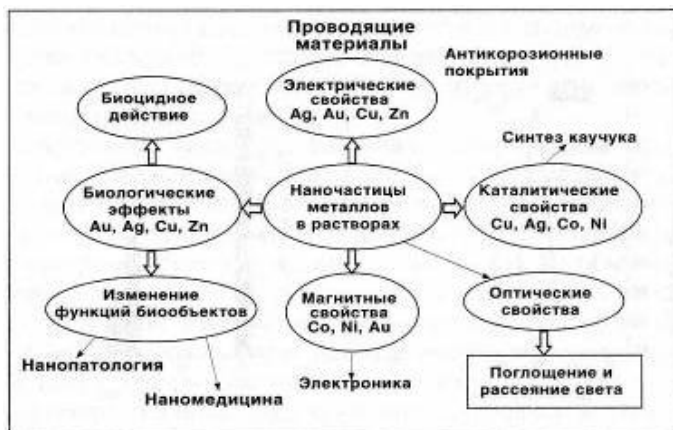 Проводящие
материалы
Антикорозионные
покрытия
Биоцидное
действие
Электрические
свойства
Ag, Au, Cu, Zn
Синтез каучука
Биологические
эффекты
Au, Ag, Cu, Zn
Наночастицы
металлов
в растворах
Каталитические
свойства
Cu, Ag, Co, Ni
Изменение
функций биообъектов
Магнитные
свойства
Co, Ni, Au
Оптические
свойства
Нанопатология
Наномедицина
Электроника
Поглощение и
рассеяние света